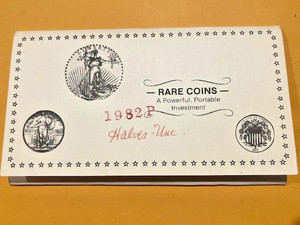 — RARE COINS —
A Powerful, Portable
Investment
1982P
Halves - Unc.